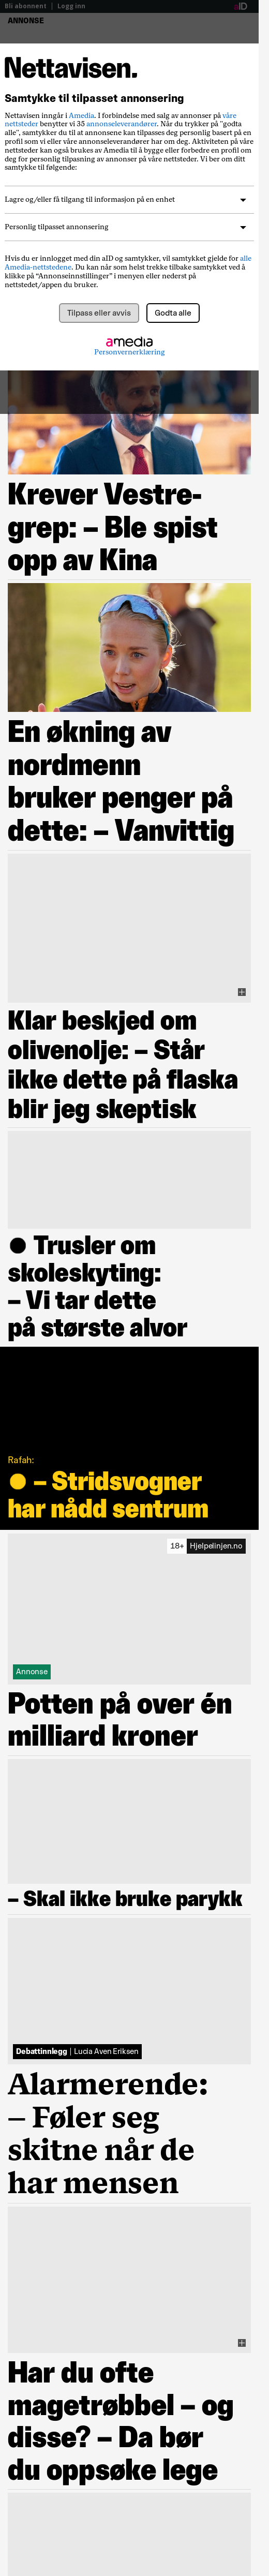 Bli abonnent | Logg inn
aID
ANNONSE
Nettavisen.
Samtykke til tilpasset annonsering
Nettavisen inngår i Amedia. I forbindelse med salg av annonser på våre
nettsteder benytter vi 35 annonseleverandører. Når du trykker på "godta
alle", samtykker du til at annonser kan tilpasses deg personlig basert på en
profil som vi eller våre annonseleverandører har om deg. Aktiviteten på våre
nettsteder kan også brukes av Amedia til å bygge eller forbedre en profil om
deg for personlig tilpasning av annonser på våre nettsteder. Vi ber om ditt
samtykke til følgende:
Lagre og/eller få tilgang til informasjon på en enhet
Personlig tilpasset annonsering
Hvis du er innlogget med din aID og samtykker, vil samtykket gjelde for alle
Amedia-nettstedene. Du kan når som helst trekke tilbake samtykket ved å
klikke på “Annonseinnstillinger” i menyen eller nederst på
nettstedet/appen du bruker.
Tilpass eller avvis
Godta alle
amedia
Personvernerklæring
Krever Vestre-
grep: – Ble spist
opp av Kina
En økning av
nordmenn
bruker penger på
dette: – Vanvittig
Klar beskjed om
olivenolje: – Står
ikke dette på flaska
blir jeg skeptisk
Trusler om
skoleskyting:
– Vi tar dette
på største alvor
Rafah:
– Stridsvogner
har nådd sentrum
18+ Hjelpelinjen.no
Annonse
Potten på over én
milliard kroner
– Skal ikke bruke parykk
Debattinnlegg | Lucia Aven Eriksen
Alarmerende:
– Føler seg
skitne når de
har mensen
Har du ofte
magetrøbbel – og
disse? – Da bør
du oppsøke lege